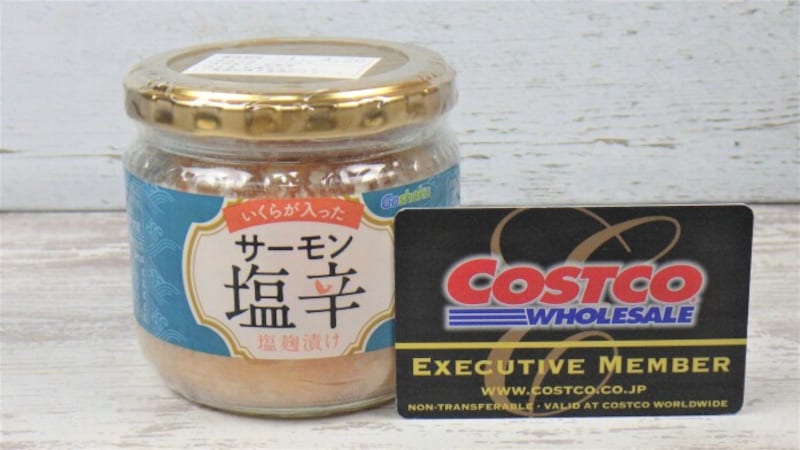 いくらが入った
Goshoku
サーモン
塩辛
塩麹漬け
COSTCO
WHOLESALE
EXECUTIVE MEMBER
WWW.COSTCO.CO.JP
NON-TRANSFERABLE · VALID AT COSTCO WORLDWIDE